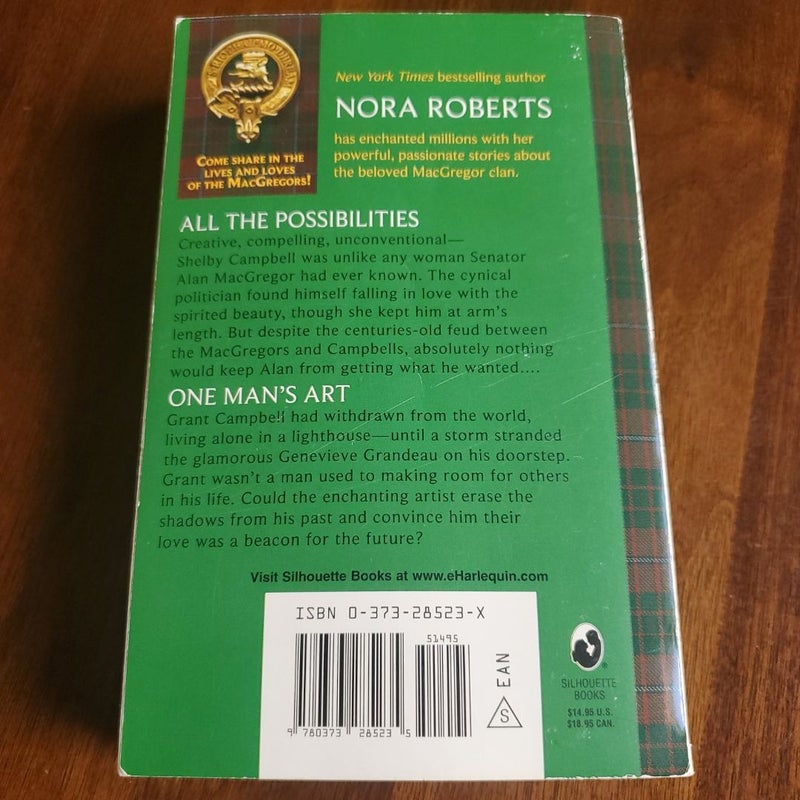 New York Times bestselling author
NORA ROBERTS
has enchanted millions with her
powerful, passionate stories about
the beloved MacGregor clan.
COME SHARE IN THE
LIVES AND LOVES
OF THE MACGREGORS!
ALL THE POSSIBILITIES
Creative, compelling, unconventional—
Shelby Campbell was unlike any woman Senator
Alan MacGregor had ever known. The cynical
politician found himself falling in love with the
spirited beauty, though she kept him at arm's
length. But despite the centuries-old feud between
the MacGregors and Campbells, absolutely nothing
would keep Alan from getting what he wanted....
ONE MAN'S ART
Grant Campbell had withdrawn from the world,
living alone in a lighthouse—until a storm stranded
the glamorous Genevieve Grandeau on his doorstep.
Grant wasn't a man used to making room for others
in his life. Could the enchanting artist erase the
shadows from his past and convince him their
love was a beacon for the future?
Visit Silhouette Books at www.eHarlequin.com
ISBN 0-373-28523-X
51495
9 780373 285235
EAN
S
SILHOUETTE
BOOKS
$14.95 U.S.
$18.95 CAN.